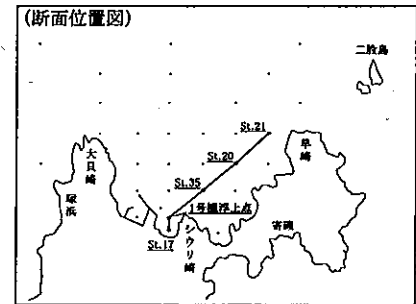 (断面位置図)
二股島
St.21
早崎
大貝崎
St.20
塚浜
St.35
1号機浮上点
寄磯
シウリ崎
St.17